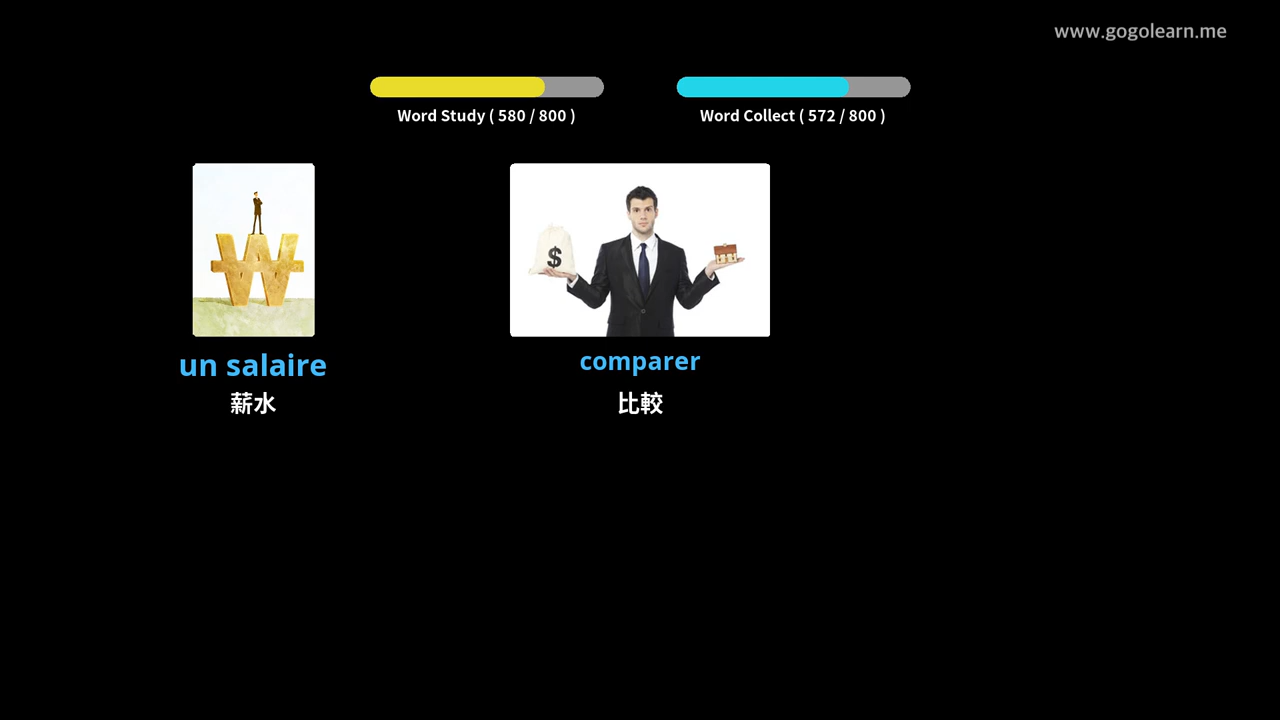 www.gogolearn.me
Word Study ( 580 / 800 )
Word Collect ( 572 / 800 )
$
un salaire
comparer
薪水
比較